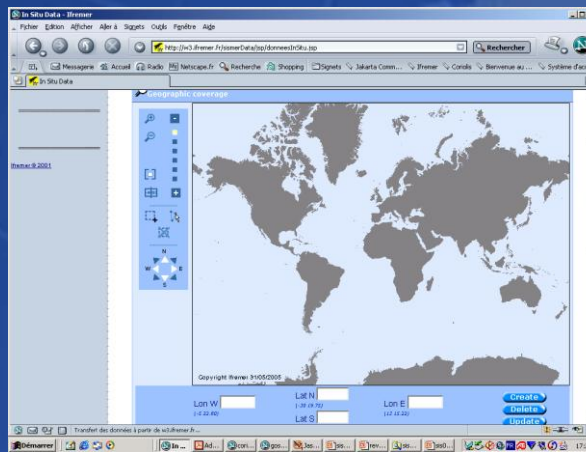 In Situ Data - Ifremer
Fichier Edition Afficher Aller à Signets Outils Fenêtre Aide
http://w3.ifremer.fr/sismerData/jsp/donneesInSitu.jsp
Rechercher
Messagerie Accueil Radio Netscape.fr Recherche Shopping Signets Jakarta Comm... Ifremer Coriolis Bienvenue au ...
In Situ Data
Geographic coverage
Ifremer © 2001
N
W E
S
Copyright Ifremer 31/05/2005
Lon W
Lat N
Lon E
Lat S
Create
Delete
Update
Transfert des données à partir de w3.ifremer.fr...
Démarrer In ...